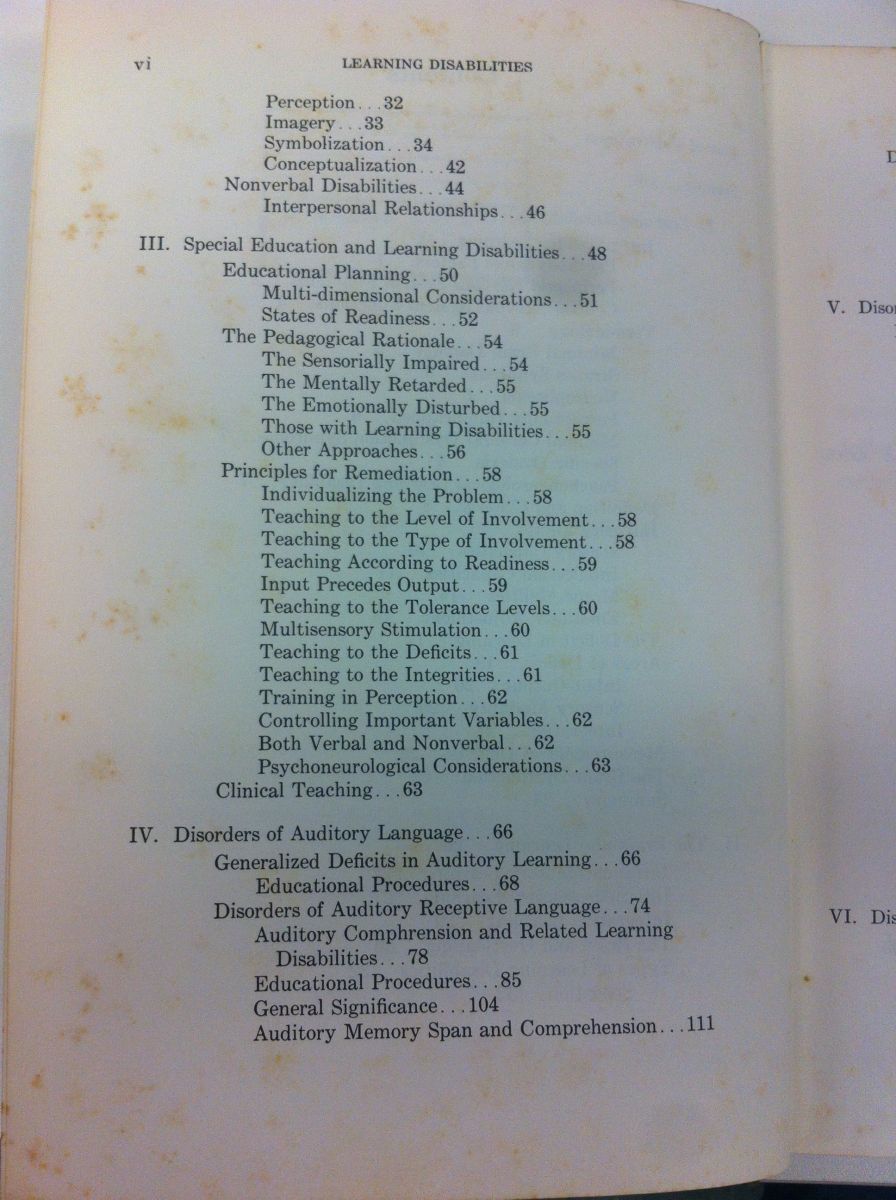 vi LEARNING DISABILITIES
Perception...32
Imagery...33
Symbolization...34
Conceptualization...42
Nonverbal Disabilities...44
Interpersonal Relationships...46
III. Special Education and Learning Disabilities...48
Educational Planning...50
Multi-dimensional Considerations...51
States of Readiness...52
The Pedagogical Rationale...54
The Sensorially Impaired...54
The Mentally Retarded...55
The Emotionally Disturbed...55
Those with Learning Disabilities...55
Other Approaches...56
Principles for Remediation...58
Individualizing the Problem...58
Teaching to the Level of Involvement...58
Teaching to the Type of Involvement...58
Teaching According to Readiness...59
Input Precedes Output...59
Teaching to the Tolerance Levels...60
Multisensory Stimulation...60
Teaching to the Deficits...61
Teaching to the Integrities...61
Training in Perception...62
Controlling Important Variables...62
Both Verbal and Nonverbal...62
Psychoneurological Considerations...63
Clinical Teaching...63
IV. Disorders of Auditory Language...66
Generalized Deficits in Auditory Learning...66
Educational Procedures...68
Disorders of Auditory Receptive Language...74
Auditory Comphrension and Related Learning
Disabilities...78
Educational Procedures...85
General Significance...104
Auditory Memory Span and Comprehension...111
V.
VI.